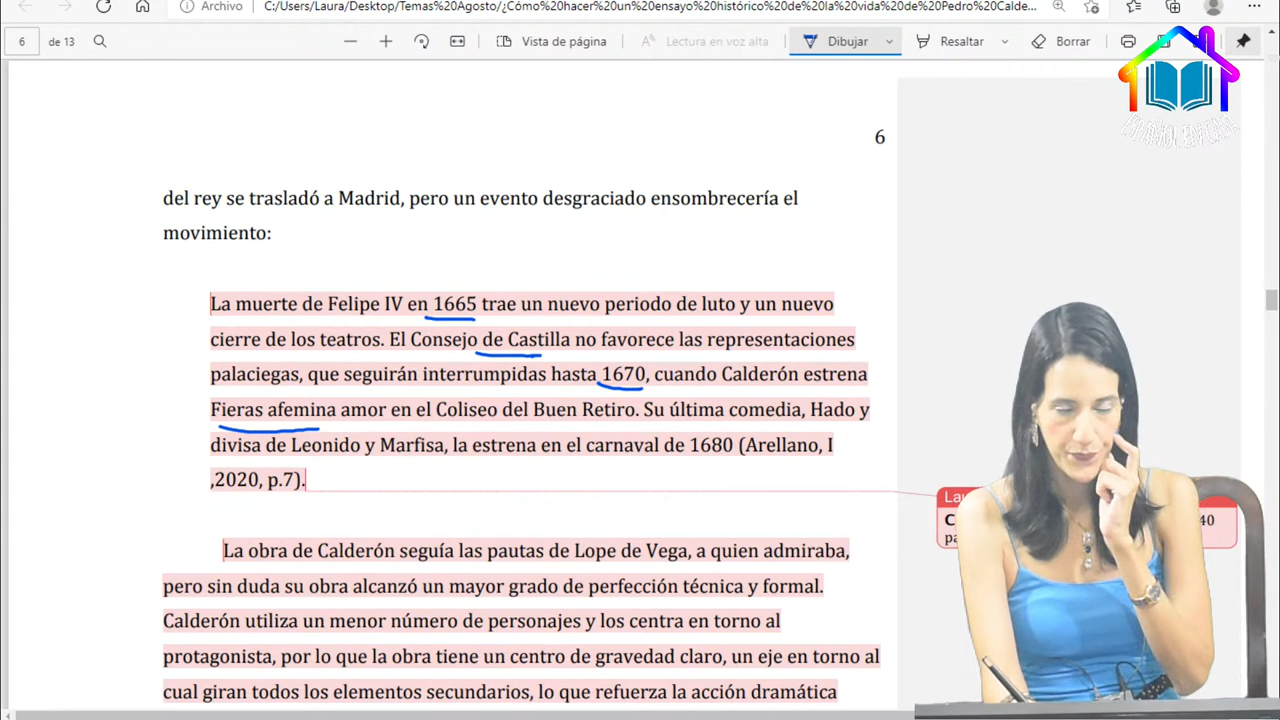 Archivo
C:/Users/Laura/Desktop/Temas%20Agosto/¿Cómo%20hacer%20un%20ensayo%20histórico%20de%20la%20vida%20de%20Pedro%20Calde...
6 de 13
Vista de página
Lectura en voz alta
Dibujar
Resaltar
Borrar
ESPAÑOL EN CASA
6
del rey se trasladó a Madrid, pero un evento desgraciado ensombrecería el
movimiento:
La muerte de Felipe IV en 1665 trae un nuevo periodo de luto y un nuevo
cierre de los teatros. El Consejo de Castilla no favorece las representaciones
palaciegas, que seguirán interrumpidas hasta 1670, cuando Calderón estrena
Fieras afemina amor en el Coliseo del Buen Retiro. Su última comedia, Hado y
divisa de Leonido y Marfisa, la estrena en el carnaval de 1680 (Arellano, I
,2020, p.7).
La
40
pa
La obra de Calderón seguía las pautas de Lope de Vega, a quien admiraba,
pero sin duda su obra alcanzó un mayor grado de perfección técnica y formal.
Calderón utiliza un menor número de personajes y los centra en torno al
protagonista, por lo que la obra tiene un centro de gravedad claro, un eje en torno al
cual giran todos los elementos secundarios, lo que refuerza la acción dramática